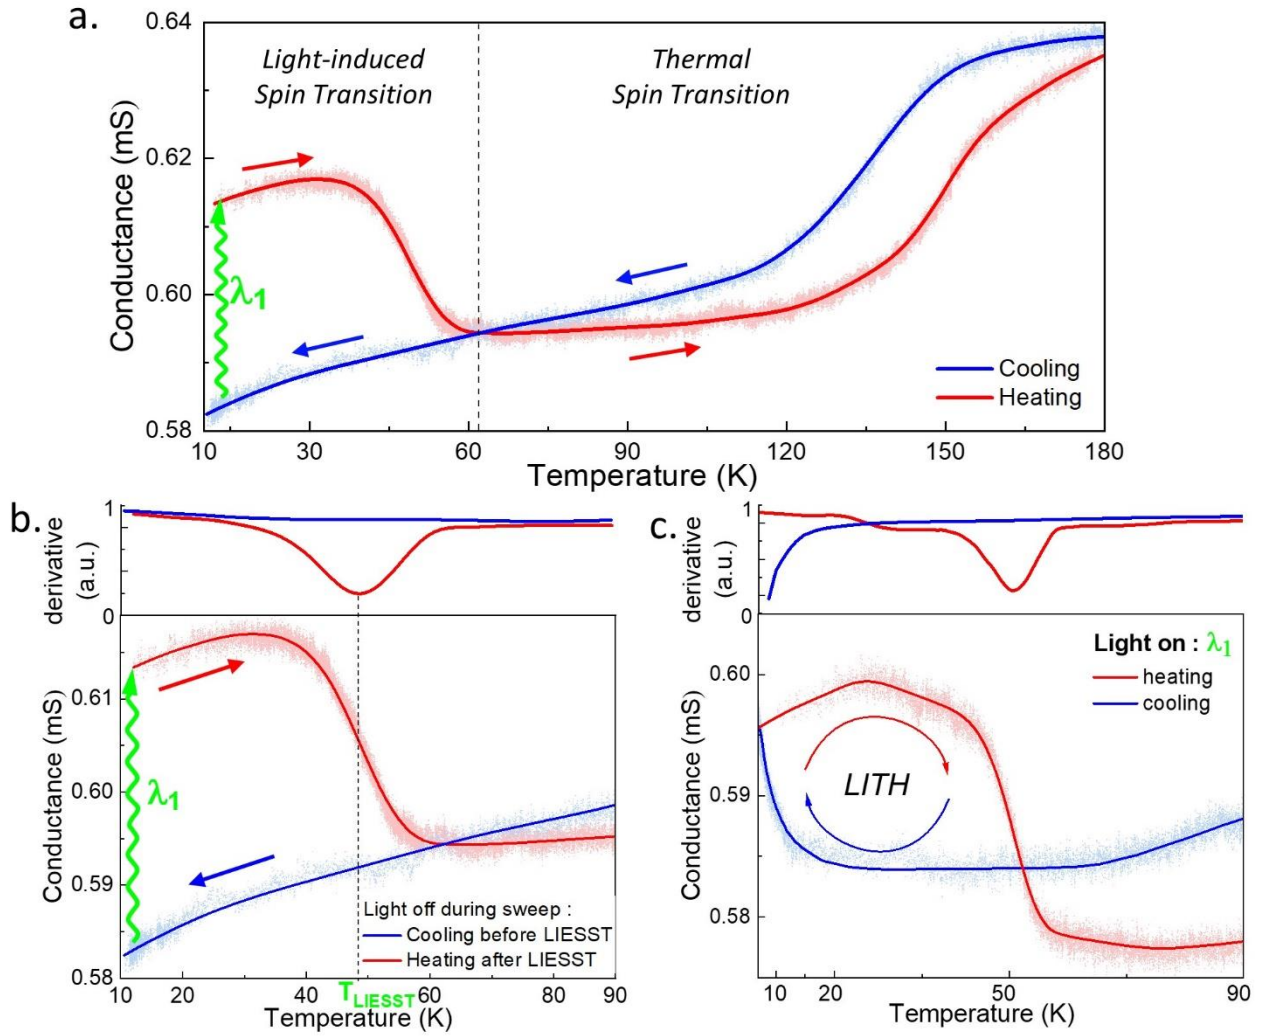 a.
0.64
0.62
0.60
0.58
Conductance (mS)
Light-induced
Spin Transition
Thermal
Spin Transition
λ1
Cooling
Heating
10 30 60 90 120 150 180
Temperature (K)
b.
1
0
derivative
(a.u.)
0.61
0.60
0.59
0.58
Conductance (mS)
λ1
Light off during sweep :
Cooling before LIESST
Heating after LIESST
10 20 40 60 80 90
TLIESST
Temperature (K)
c.
1
0
derivative
(a.u.)
0.60
0.59
0.58
Conductance (mS)
Light on : λ1
heating
cooling
LITH
10 20 50 90
Temperature (K)